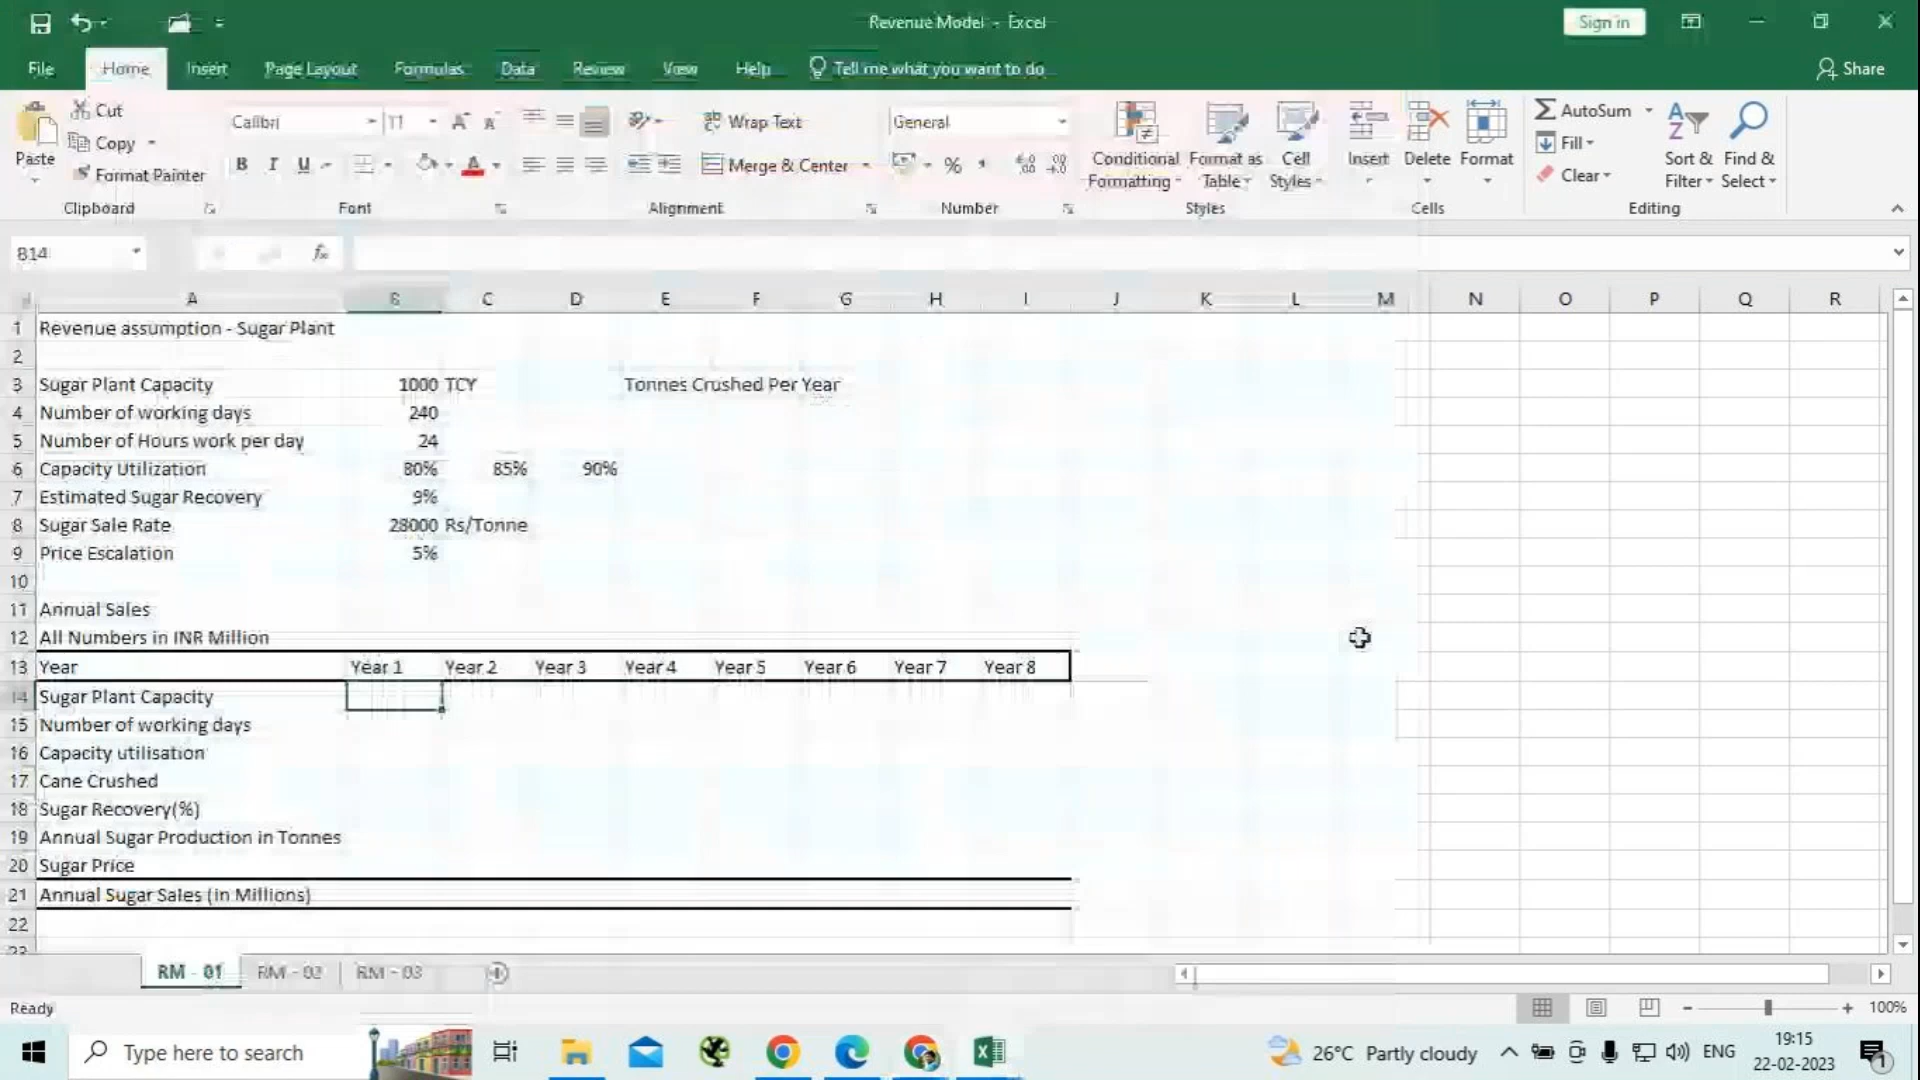 Revenue Model - Excel
Sign in
File Home Insert Page Layout Formulas Data Review View Help Tell me what you want to do Share
Paste
Cut
Copy
Format Painter
Clipboard
Calibri 11
B I U
Font
Wrap Text
Merge & Center
Alignment
General
%
Number
Conditional Formatting
Format as Table
Cell Styles
Styles
Insert
Delete
Format
Cells
AutoSum
Fill
Clear
Sort & Filter
Find & Select
Editing
B14 fx
A B C D E F G H I J K L M N O P Q R
1 Revenue assumption - Sugar Plant
2
3 Sugar Plant Capacity 1000 TCY Tonnes Crushed Per Year
4 Number of working days 240
5 Number of Hours work per day 24
6 Capacity Utilization 80% 85% 90%
7 Estimated Sugar Recovery 9%
8 Sugar Sale Rate 28000 Rs/Tonne
9 Price Escalation 5%
10
11 Annual Sales
12 All Numbers in INR Million
13 Year Year 1 Year 2 Year 3 Year 4 Year 5 Year 6 Year 7 Year 8
14 Sugar Plant Capacity
15 Number of working days
16 Capacity utilisation
17 Cane Crushed
18 Sugar Recovery(%)
19 Annual Sugar Production in Tonnes
20 Sugar Price
21 Annual Sugar Sales (in Millions)
22
RM - 01 RM - 02 RM - 03
Ready 100%
Type here to search 26°C Partly cloudy ENG 19:15
22-02-2023 1